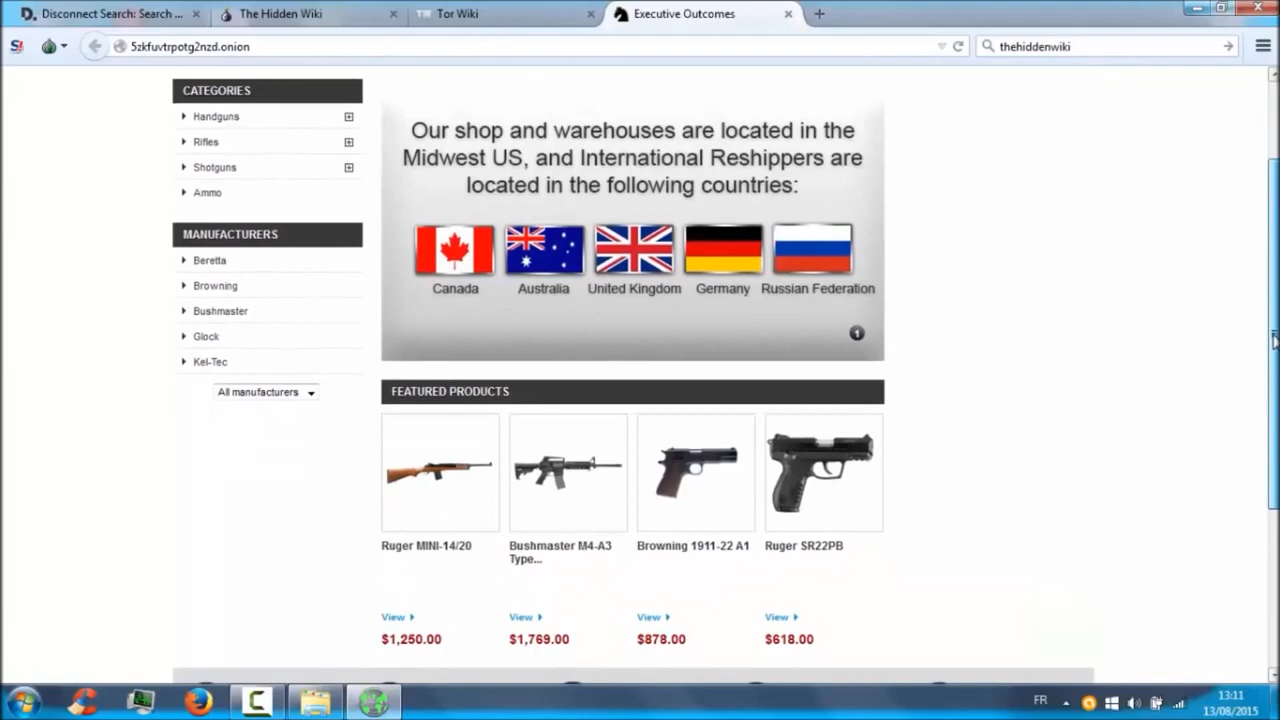 Disconnect Search: Search ...
The Hidden Wiki
Tor Wiki
Executive Outcomes
5zkfuvtrpotg2nzd.onion
thehiddenwiki
CATEGORIES
Handguns
Rifles
Shotguns
Ammo
MANUFACTURERS
Beretta
Browning
Bushmaster
Glock
Kel-Tec
All manufacturers
Our shop and warehouses are located in the
Midwest US, and International Reshippers are
located in the following countries:
Canada Australia United Kingdom Germany Russian Federation
1
FEATURED PRODUCTS
Ruger MINI-14/20
Bushmaster M4-A3
Type...
Browning 1911-22 A1
Ruger SR22PB
View View View View
$1,250.00 $1,769.00 $878.00 $618.00
FR
13:11
13/08/2015